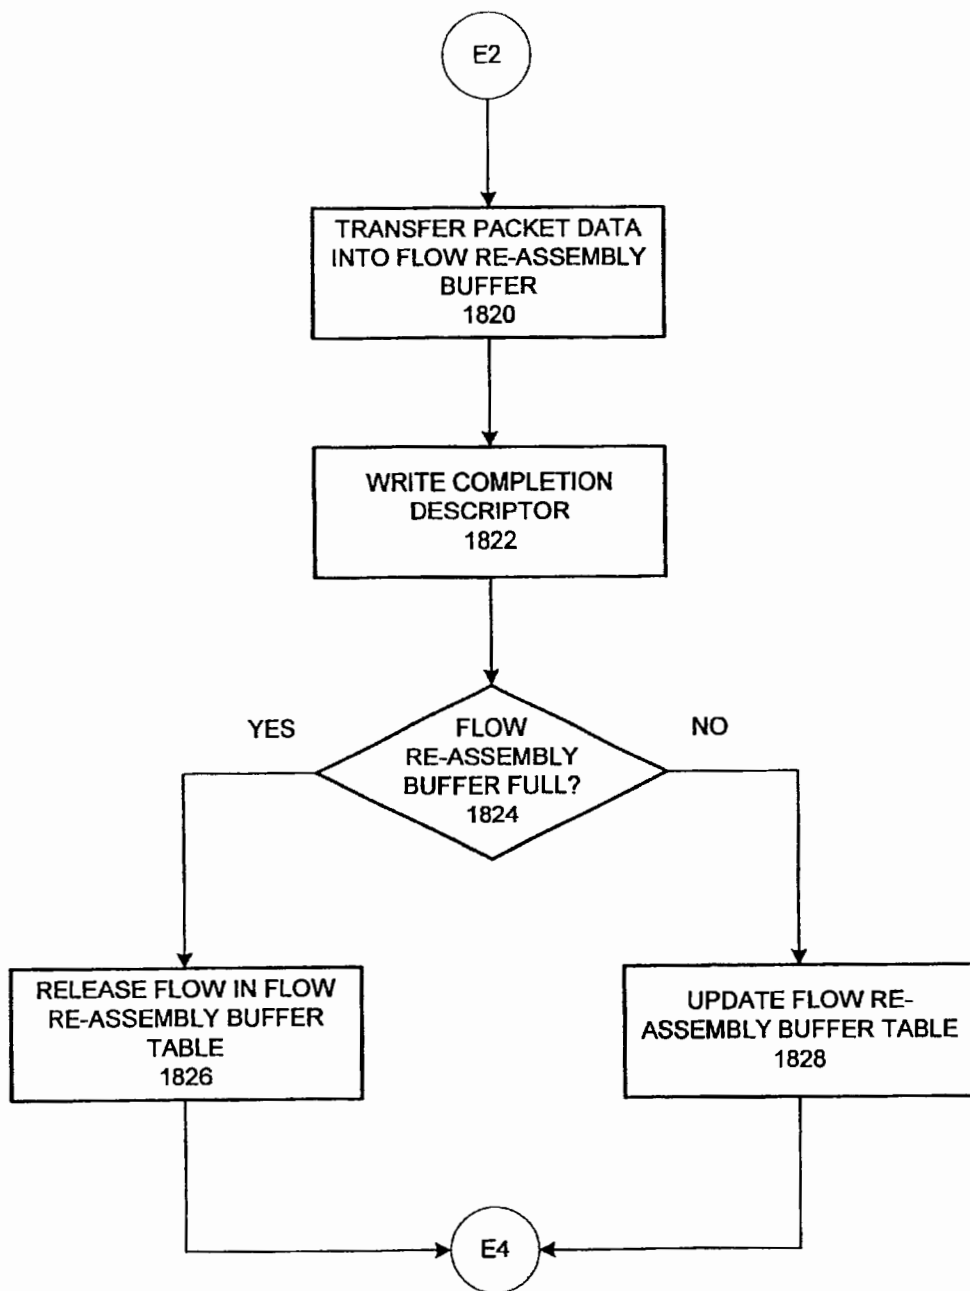 E2
TRANSFER PACKET DATA
INTO FLOW RE-ASSEMBLY
BUFFER
1820
WRITE COMPLETION
DESCRIPTOR
1822
YES
NO
FLOW
RE-ASSEMBLY
BUFFER FULL?
1824
RELEASE FLOW IN FLOW
RE-ASSEMBLY BUFFER
TABLE
1826
UPDATE FLOW RE-
ASSEMBLY BUFFER TABLE
1828
E4